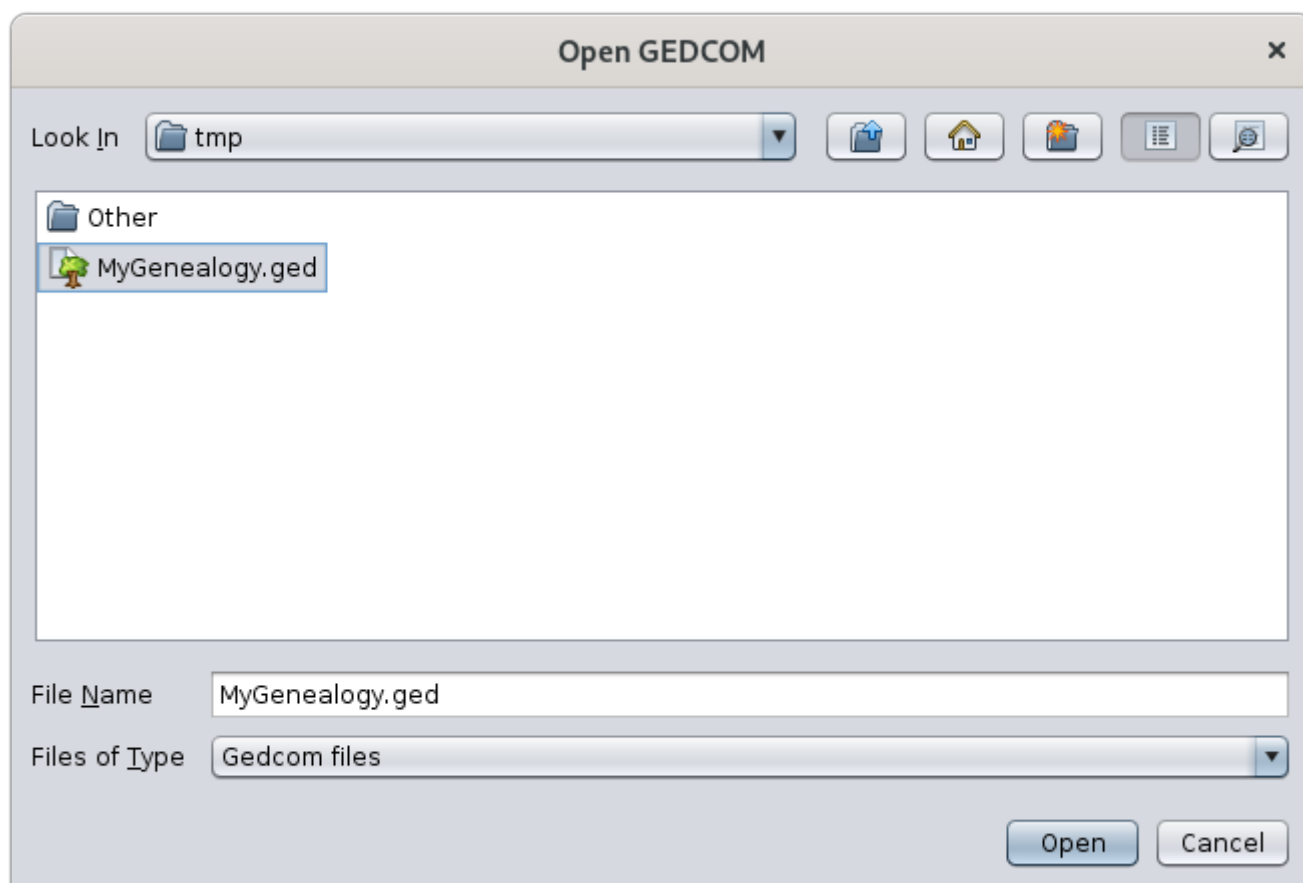 Open GEDCOM
Look In tmp
Other
MyGenealogy.ged
File Name MyGenealogy.ged
Files of Type Gedcom files
Open Cancel